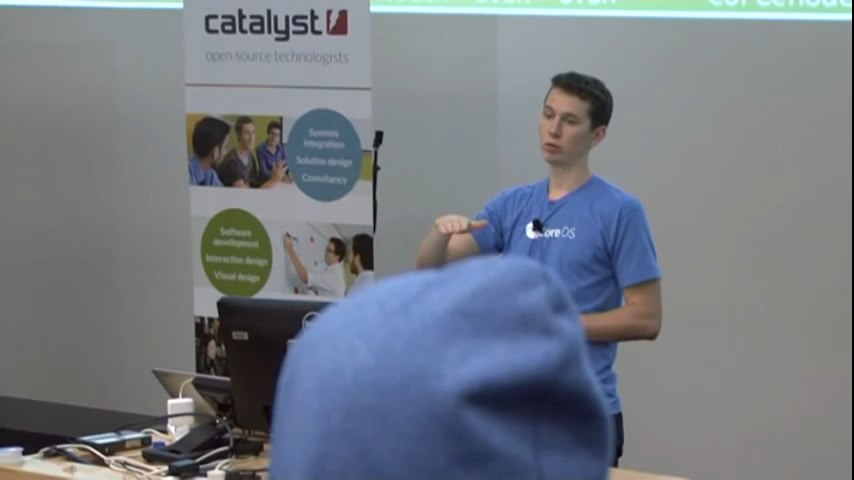 catalyst
open source technologists
Systems
integration
Solution design
Consultancy
Software
development
Interaction design
Visual design
CoreOS